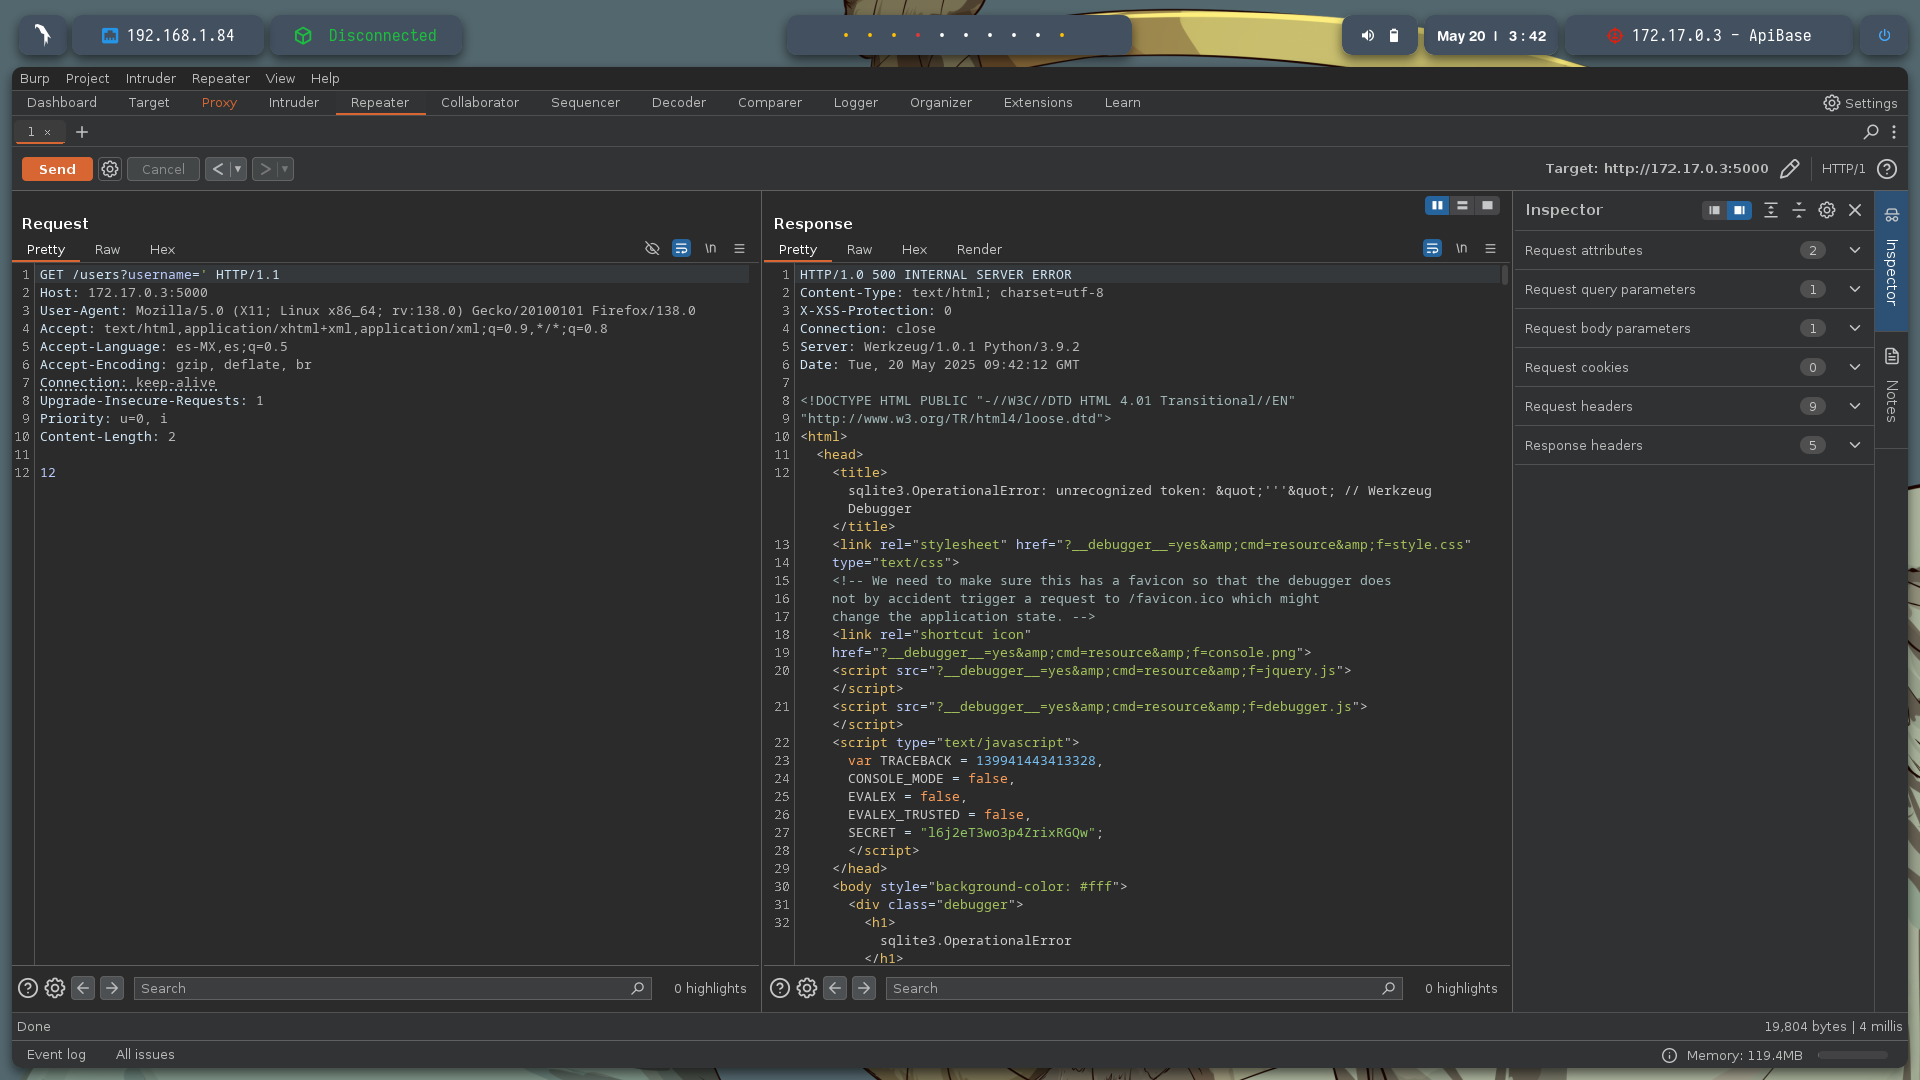 192.168.1.84
Disconnected
May 20 | 3:42
172.17.0.3 - ApiBase
Burp Project Intruder Repeater View Help
Dashboard Target Proxy Intruder Repeater Collaborator Sequencer Decoder Comparer Logger Organizer Extensions Learn
Settings
1 × +
Send Cancel < >
Target: http://172.17.0.3:5000 HTTP/1
Request
Pretty Raw Hex
\n
1 GET /users?username=' HTTP/1.1
2 Host: 172.17.0.3:5000
3 User-Agent: Mozilla/5.0 (X11; Linux x86_64; rv:138.0) Gecko/20100101 Firefox/138.0
4 Accept: text/html,application/xhtml+xml,application/xml;q=0.9,*/*;q=0.8
5 Accept-Language: es-MX,es;q=0.5
6 Accept-Encoding: gzip, deflate, br
7 Connection: keep-alive
8 Upgrade-Insecure-Requests: 1
9 Priority: u=0, i
10 Content-Length: 2
11
12 12
Search
0 highlights
Response
Pretty Raw Hex Render
\n
1 HTTP/1.0 500 INTERNAL SERVER ERROR
2 Content-Type: text/html; charset=utf-8
3 X-XSS-Protection: 0
4 Connection: close
5 Server: Werkzeug/1.0.1 Python/3.9.2
6 Date: Tue, 20 May 2025 09:42:12 GMT
7
8 <!DOCTYPE HTML PUBLIC "-//W3C//DTD HTML 4.01 Transitional//EN"
9 "http://www.w3.org/TR/html4/loose.dtd">
10 <html>
11 <head>
12 <title>
sqlite3.OperationalError: unrecognized token: &quot;'''&quot; // Werkzeug
Debugger
</title>
13 <link rel="stylesheet" href="?__debugger__=yes&amp;cmd=resource&amp;f=style.css"
14 type="text/css">
15 <!-- We need to make sure this has a favicon so that the debugger does
16 not by accident trigger a request to /favicon.ico which might
17 change the application state. -->
18 <link rel="shortcut icon"
19 href="?__debugger__=yes&amp;cmd=resource&amp;f=console.png">
20 <script src="?__debugger__=yes&amp;cmd=resource&amp;f=jquery.js">
</script>
21 <script src="?__debugger__=yes&amp;cmd=resource&amp;f=debugger.js">
</script>
22 <script type="text/javascript">
23 var TRACEBACK = 139941443413328,
24 CONSOLE_MODE = false,
25 EVALEX = false,
26 EVALEX_TRUSTED = false,
27 SECRET = "l6j2eT3wo3p4ZrixRGQw";
28 </script>
29 </head>
30 <body style="background-color: #fff">
31 <div class="debugger">
32 <h1>
sqlite3.OperationalError
</h1>
Search
0 highlights
Inspector
Request attributes 2
Request query parameters 1
Request body parameters 1
Request cookies 0
Request headers 9
Response headers 5
Inspector
Notes
Done
19,804 bytes | 4 millis
Event log All issues
Memory: 119.4MB